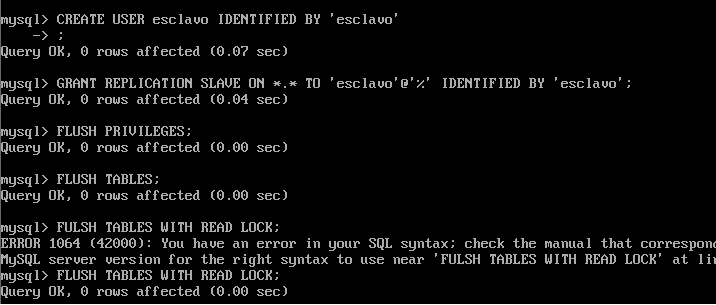 mysql> CREATE USER esclavo IDENTIFIED BY 'esclavo'
-> ;
Query OK, 0 rows affected (0.07 sec)
mysql> GRANT REPLICATION SLAVE ON *.* TO 'esclavo'@'%' IDENTIFIED BY 'esclavo';
Query OK, 0 rows affected (0.04 sec)
mysql> FLUSH PRIVILEGES;
Query OK, 0 rows affected (0.00 sec)
mysql> FLUSH TABLES;
Query OK, 0 rows affected (0.00 sec)
mysql> FULSH TABLES WITH READ LOCK;
ERROR 1064 (42000): You have an error in your SQL syntax; check the manual that correspon
MySQL server version for the right syntax to use near 'FULSH TABLES WITH READ LOCK' at li
mysql> FLUSH TABLES WITH READ LOCK;
Query OK, 0 rows affected (0.00 sec)